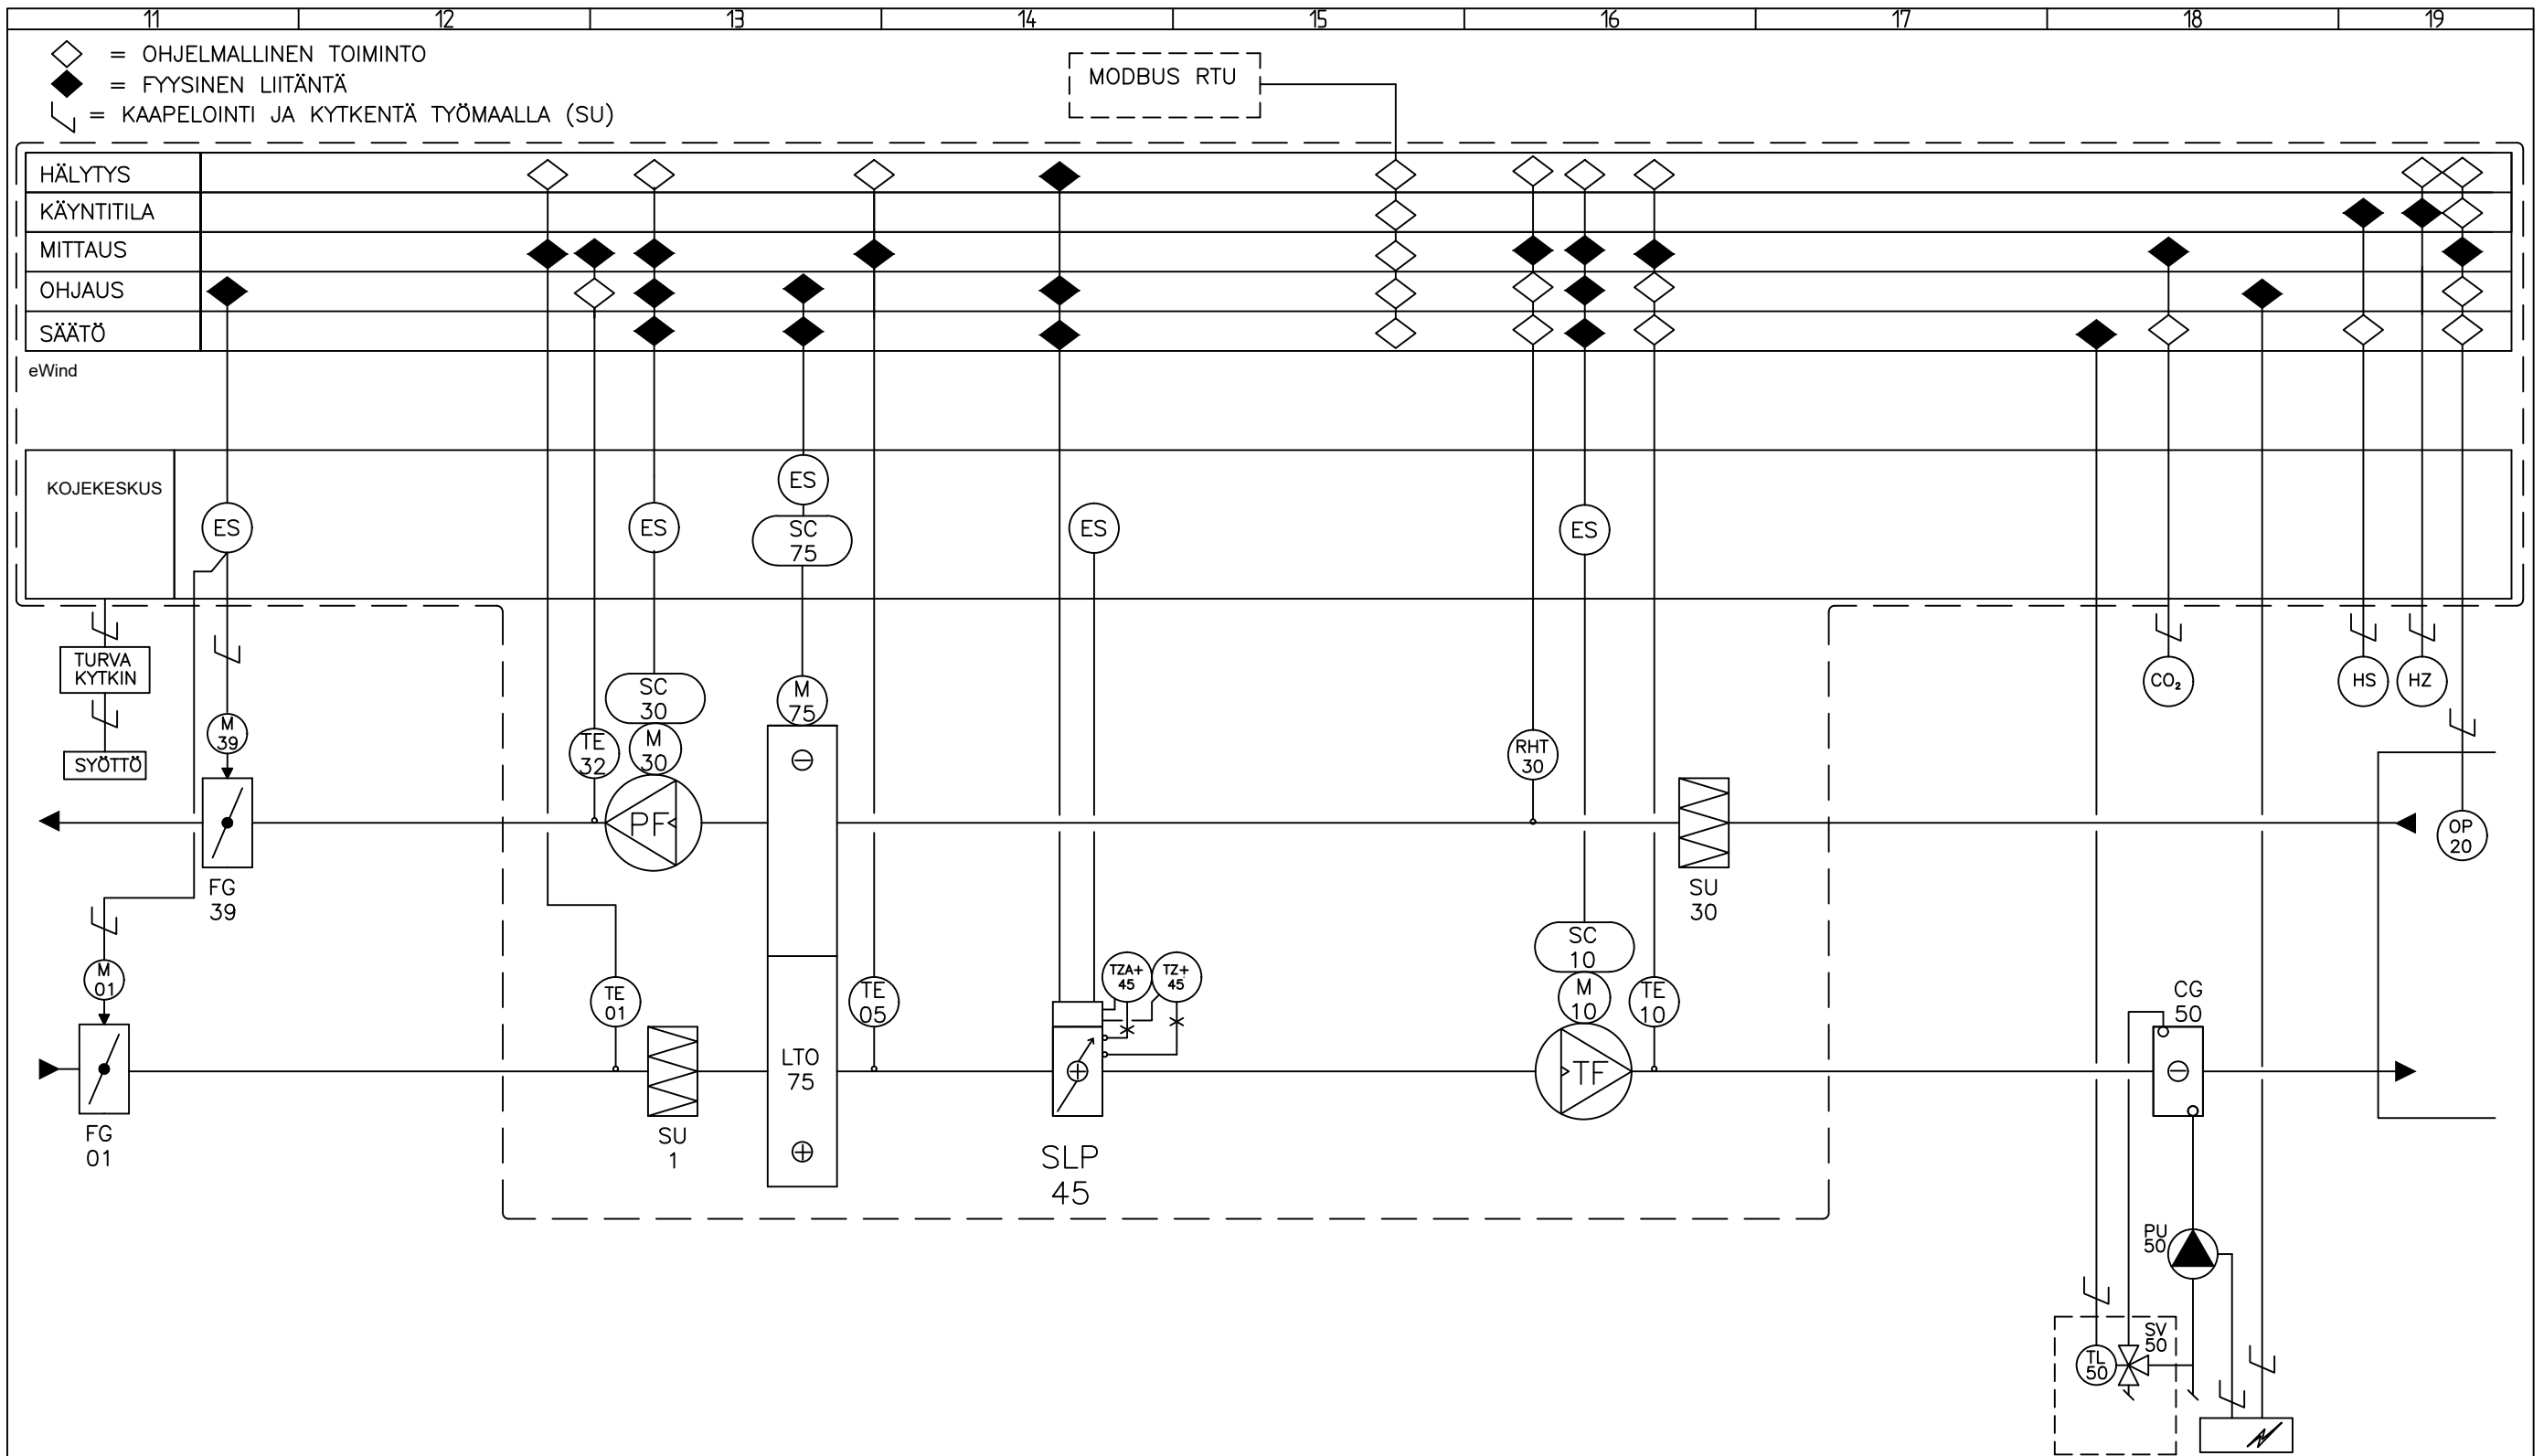 11 12 13 14 15 16 17 18 19
= OHJELMALLINEN TOIMINTO
= FYYSINEN LIITÄNTÄ
= KAAPELOINTI JA KYTKENTÄ TYÖMAALLA (SU)
MODBUS RTU
HÄLYTYS
KÄYNTITILA
MITTAUS
OHJAUS
SÄÄTÖ
eWind
KOJEKESKUS
ES
ES
ES
SC
75
ES
ES
TURVA
KYTKIN
SYÖTTÖ
M
39
TE
32
SC
30
M
30
M
75
RHT
30
CO₂
HS
HZ
PF
OP
20
FG
39
SU
30
M
01
TE
01
TE
05
TZA+
45
TZ+
45
SC
10
M
10
TE
10
CG
50
LTO
75
TF
FG
01
SU
1
SLP
45
PU
50
SV
50
TL
50